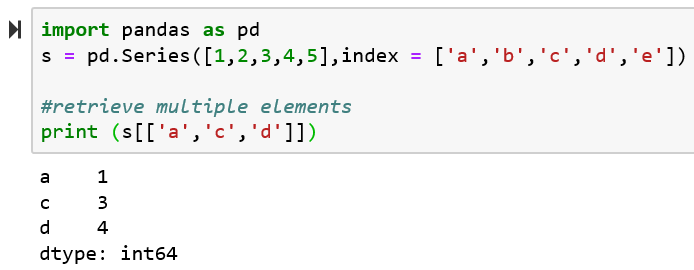 import pandas as pd
s = pd.Series([1,2,3,4,5],index = ['a','b','c','d','e'])
#retrieve multiple elements
print (s[['a','c','d']])
a    1
c    3
d    4
dtype: int64